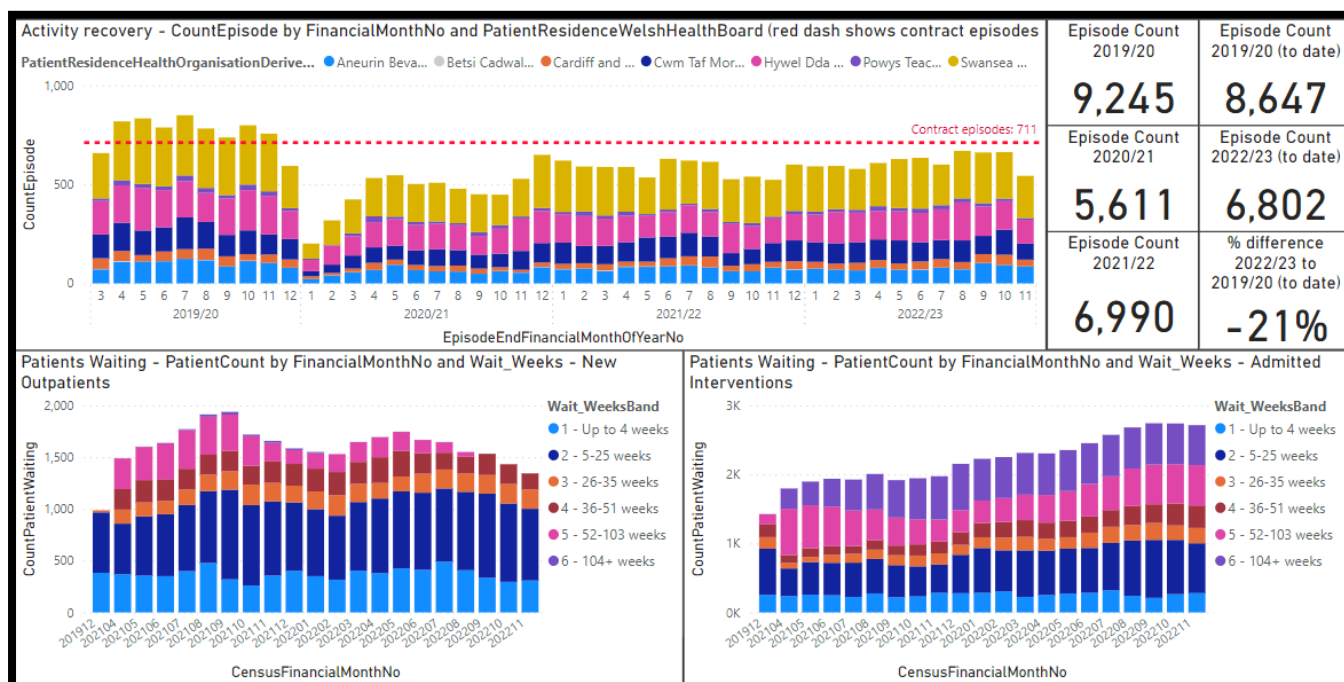 Activity recovery - CountEpisode by FinancialMonthNo and PatientResidenceWelshHealthBoard (red dash shows contract episodes
PatientResidenceHealthOrganisationDerive... Aneurin Beva... Betsi Cadwal... Cardiff and ... Cwm Taf Mor... Hywel Dda ... Powys Teac... Swansea ...
1,000
Contract episodes: 711
CountEpisode
500
0
3 4 5 6 7 8 9 10 11 12 1 2 3 4 5 6 7 8 9 10 11 12 1 2 3 4 5 6 7 8 9 10 11 12 1 2 3 4 5 6 7 8 9 10 11
2019/20 2020/21 2021/22 2022/23
EpisodeEndFinancialMonthOfYearNo
Episode Count
2019/20
9,245
Episode Count
2019/20 (to date)
8,647
Episode Count
2020/21
5,611
Episode Count
2022/23 (to date)
6,802
Episode Count
2021/22
6,990
% difference
2022/23 to
2019/20 (to date)
-21%
Patients Waiting - PatientCount by FinancialMonthNo and Wait_Weeks - New
Outpatients
2,000
1,500
1,000
500
0
CountPatientWaiting
201912 202104 202105 202106 202107 202108 202109 202110 202111 202112 202201 202202 202203 202204 202205 202206 202207 202208 202209 202210 202211
CensusFinancialMonthNo
Wait_WeeksBand
1 - Up to 4 weeks
2 - 5-25 weeks
3 - 26-35 weeks
4 - 36-51 weeks
5 - 52-103 weeks
6 - 104+ weeks
Patients Waiting - PatientCount by FinancialMonthNo and Wait_Weeks - Admitted
Interventions
3K
2K
1K
0K
CountPatientWaiting
201912 202104 202105 202106 202107 202108 202109 202110 202111 202112 202201 202202 202203 202204 202205 202206 202207 202208 202209 202210 202211
CensusFinancialMonthNo
Wait_WeeksBand
1 - Up to 4 weeks
2 - 5-25 weeks
3 - 26-35 weeks
4 - 36-51 weeks
5 - 52-103 weeks
6 - 104+ weeks